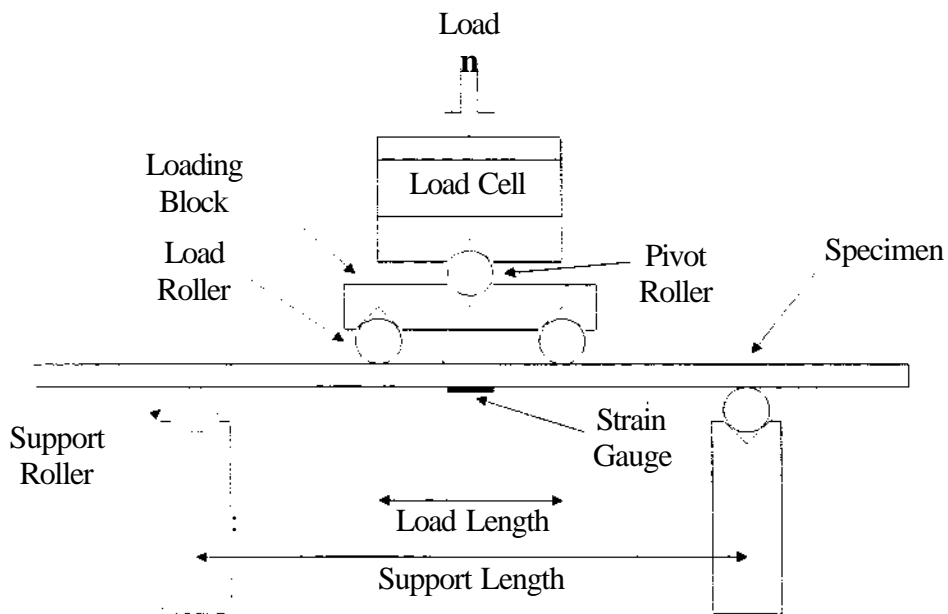 Load
n
Loading
Block
Load Cell
Load
Roller
Pivot
Roller
Specimen
Support
Roller
Strain
Gauge
Load Length
Support Length